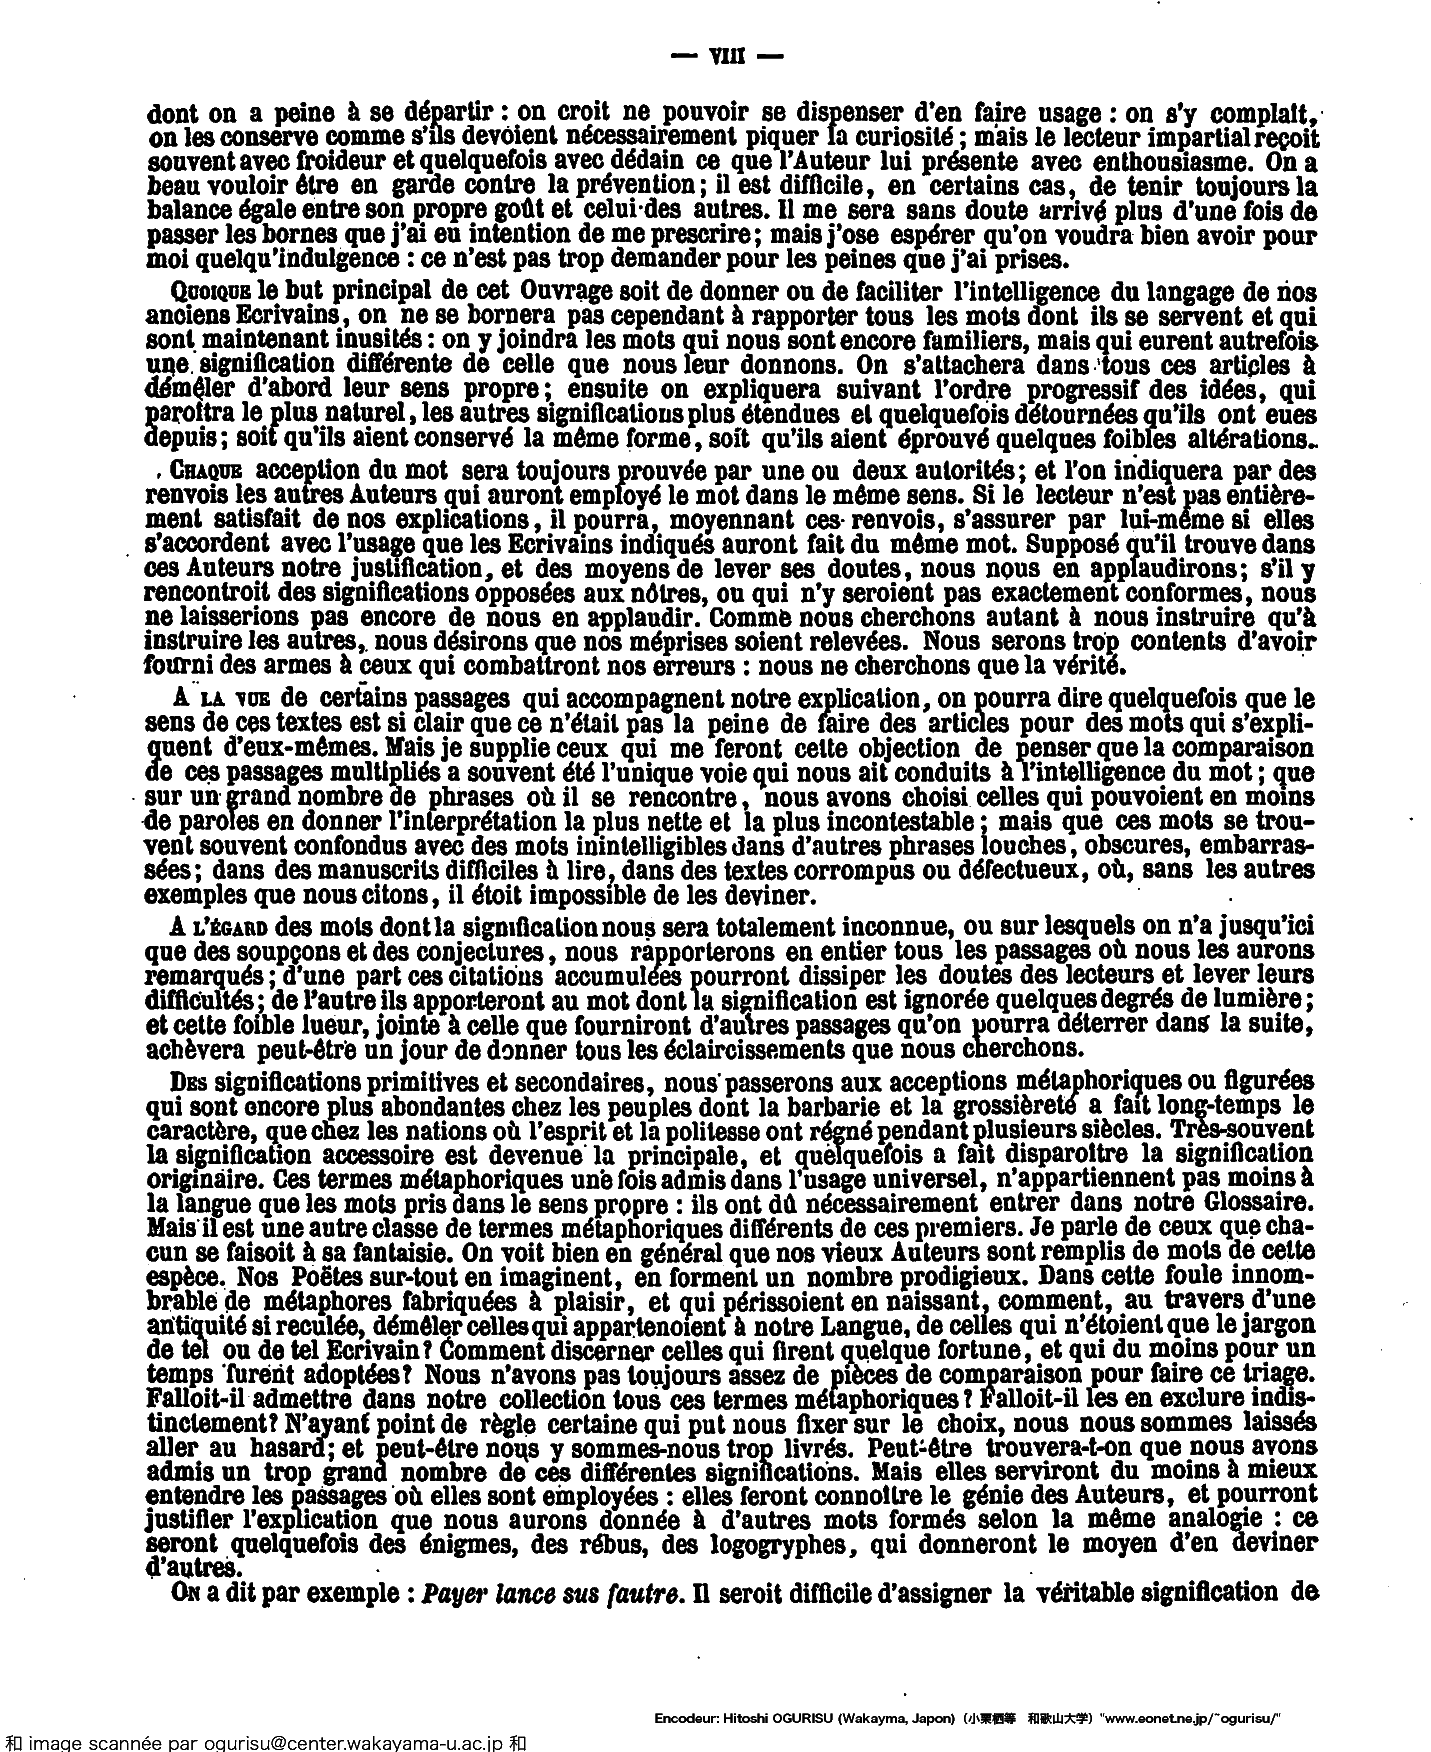 — VIII —
dont on a peine à se départir : on croit ne pouvoir se dispenser d'en faire usage : on s'y complaît,
on les conserve comme s'ils devoient nécessairement piquer la curiosité ; mais le lecteur impartial reçoit
souvent avec froideur et quelquefois avec dédain ce que l'Auteur lui présente avec enthousiasme. On a
beau vouloir être en garde contre la prévention ; il est difficile, en certains cas, de tenir toujours la
balance égale entre son propre goût et celui des autres. Il me sera sans doute arrivé plus d'une fois de
passer les bornes que j'ai eu intention de me prescrire ; mais j'ose espérer qu'on voudra bien avoir pour
moi quelqu'indulgence : ce n'est pas trop demander pour les peines que j'ai prises.
QUOIQUE le but principal de cet Ouvrage soit de donner ou de faciliter l'intelligence du langage de nos
anciens Ecrivains, on ne se bornera pas cependant à rapporter tous les mots dont ils se servent et qui
sont maintenant inusités : on y joindra les mots qui nous sont encore familiers, mais qui eurent autrefois
une signification différente de celle que nous leur donnons. On s'attachera dans tous ces articles à
démêler d'abord leur sens propre ; ensuite on expliquera suivant l'ordre progressif des idées, qui
paroîtra le plus naturel, les autres significations plus étendues et quelquefois détournées qu'ils ont eues
depuis ; soit qu'ils aient conservé la même forme, soit qu'ils aient éprouvé quelques foibles altérations.
CHAQUE acception du mot sera toujours prouvée par une ou deux autorités ; et l'on indiquera par des
renvois les autres Auteurs qui auront employé le mot dans le même sens. Si le lecteur n'est pas entière-
ment satisfait de nos explications, il pourra, moyennant ces renvois, s'assurer par lui-même si elles
s'accordent avec l'usage que les Ecrivains indiqués auront fait du même mot. Supposé qu'il trouve dans
ces Auteurs notre justification, et des moyens de lever ses doutes, nous nous en applaudirons ; s'il y
rencontroit des significations opposées aux nôtres, ou qui n'y seroient pas exactement conformes, nous
ne laisserions pas encore de nous en applaudir. Comme nous cherchons autant à nous instruire qu'à
instruire les autres, nous désirons que nos méprises soient relevées. Nous serons trop contents d'avoir
fourni des armes à ceux qui combattront nos erreurs : nous ne cherchons que la vérité.
A LA VUE de certains passages qui accompagnent notre explication, on pourra dire quelquefois que le
sens de ces textes est si clair que ce n'était pas la peine de faire des articles pour des mots qui s'expli-
quent d'eux-mêmes. Mais je supplie ceux qui me feront cette objection de penser que la comparaison
de ces passages multipliés a souvent été l'unique voie qui nous ait conduits à l'intelligence du mot ; que
sur un grand nombre de phrases où il se rencontre, nous avons choisi celles qui pouvoient en moins
de paroles en donner l'interprétation la plus nette et la plus incontestable ; mais que ces mots se trou-
vent souvent confondus avec des mots inintelligibles dans d'autres phrases louches, obscures, embarras-
sées ; dans des manuscrits difficiles à lire, dans des textes corrompus ou défectueux, où, sans les autres
exemples que nous citons, il étoit impossible de les deviner.
A L'ÉGARD des mots dont la signification nous sera totalement inconnue, ou sur lesquels on n'a jusqu'ici
que des soupçons et des conjectures, nous rapporterons en entier tous les passages où nous les aurons
remarqués ; d'une part ces citations accumulées pourront dissiper les doutes des lecteurs et lever leurs
difficultés ; de l'autre ils apporteront au mot dont la signification est ignorée quelques degrés de lumière ;
et cette foible lueur, jointe à celle que fourniront d'autres passages qu'on pourra déterrer dans la suite,
achèvera peut-être un jour de donner tous les éclaircissements que nous cherchons.
DES significations primitives et secondaires, nous passerons aux acceptions métaphoriques ou figurées
qui sont encore plus abondantes chez les peuples dont la barbarie et la grossièreté a fait long-temps le
caractère, que chez les nations où l'esprit et la politesse ont régné pendant plusieurs siècles. Très-souvent
la signification accessoire est devenue la principale, et quelquefois a fait disparoître la signification
originaire. Ces termes métaphoriques une fois admis dans l'usage universel, n'appartiennent pas moins à
la langue que les mots pris dans le sens propre : ils ont dû nécessairement entrer dans notre Glossaire.
Mais il est une autre classe de termes métaphoriques différents de ces premiers. Je parle de ceux que cha-
cun se faisoit à sa fantaisie. On voit bien en général que nos vieux Auteurs sont remplis de mots de cette
espèce. Nos Poëtes sur-tout en imaginent, en forment un nombre prodigieux. Dans cette foule innom-
brable de métaphores fabriquées à plaisir, et qui périssoient en naissant, comment, au travers d'une
antiquité si reculée, démêler celles qui appartenoient à notre Langue, de celles qui n'étoient que le jargon
de tel ou de tel Ecrivain ? Comment discerner celles qui firent quelque fortune, et qui du moins pour un
temps furent adoptées ? Nous n'avons pas toujours assez de pièces de comparaison pour faire ce triage.
Falloit-il admettre dans notre collection tous ces termes métaphoriques ? Falloit-il les en exclure indis-
tinctement ? N'ayant point de règle certaine qui put nous fixer sur le choix, nous nous sommes laissés
aller au hasard ; et peut-être nous y sommes-nous trop livrés. Peut-être trouvera-t-on que nous avons
admis un trop grand nombre de ces différentes significations. Mais elles serviront du moins à mieux
entendre les passages où elles sont employées : elles feront connoître le génie des Auteurs, et pourront
justifier l'explication que nous aurons donnée à d'autres mots formés selon la même analogie : ce
seront quelquefois des énigmes, des rébus, des logogryphes, qui donneront le moyen d'en deviner
d'autres.
ON a dit par exemple : Payer lance sus fautre. Il seroit difficile d'assigner la véritable signification de
Encodeur: Hitoshi OGURISU (Wakayma, Japon) (小栗栖等 和歌山大学) "www.eonet.ne.jp/~ogurisu/"
和 image scannée par ogurisu@center.wakayama-u.ac.jp 和